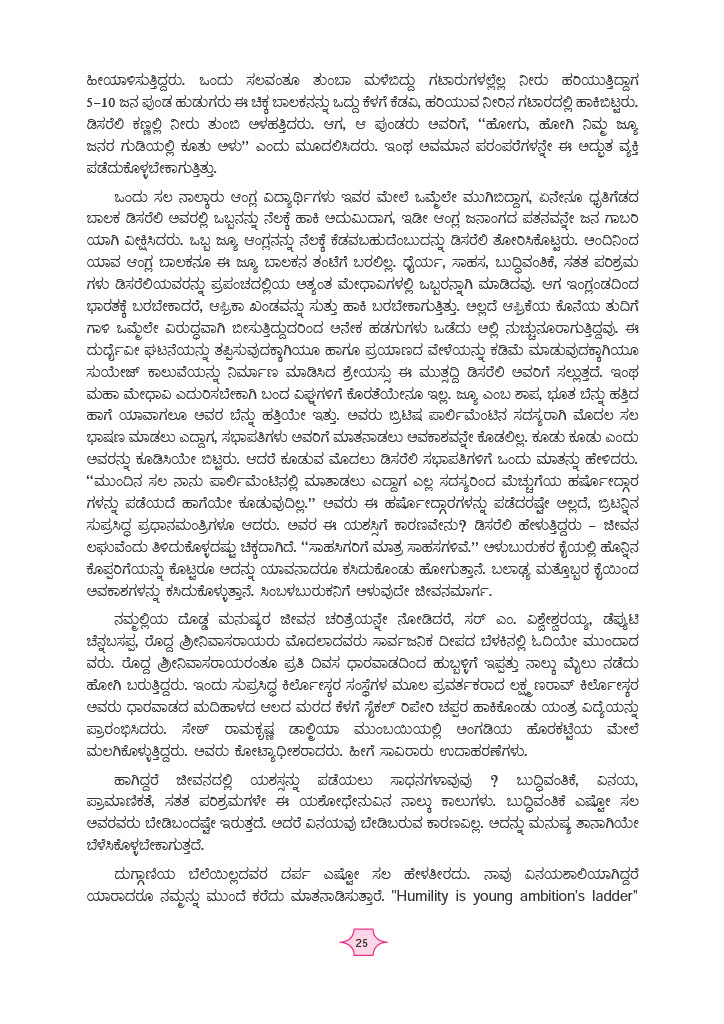 ಹೀಯಾಳಿಸುತ್ತಿದ್ದರು. ಒಂದು ಸಲವಂತೂ ತುಂಬಾ ಮಳೆಬಿದ್ದು ಗಟಾರುಗಳಲ್ಲೆಲ್ಲ ನೀರು ಹರಿಯುತ್ತಿದ್ದಾಗ
5–10 ಜನ ಪುಂಡ ಹುಡುಗರು ಈ ಚಿಕ್ಕ ಬಾಲಕನನ್ನು ಒದ್ದು ಕೆಳಗೆ ಕೆಡವಿ, ಹರಿಯುವ ನೀರಿನ ಗಟಾರದಲ್ಲಿ ಹಾಕಿಬಿಟ್ಟರು.
ಡಿಸರೆಲಿ ಕಣ್ಣಲ್ಲಿ ನೀರು ತುಂಬಿ ಅಳಹತ್ತಿದರು. ಆಗ, ಆ ಪುಂಡರು ಅವರಿಗೆ, “ಹೋಗು, ಹೋಗಿ ನಿಮ್ಮ ಜ್ಯೂ
ಜನರ ಗುಡಿಯಲ್ಲಿ ಕೂತು ಅಳು” ಎಂದು ಮೂದಲಿಸಿದರು. ಇಂಥ ಅವಮಾನ ಪರಂಪರೆಗಳನ್ನೇ ಈ ಅದ್ಭುತ ವ್ಯಕ್ತಿ
ಪಡೆದುಕೊಳ್ಳಬೇಕಾಗುತ್ತಿತ್ತು.
ಒಂದು ಸಲ ನಾಲ್ಕಾರು ಆಂಗ್ಲ ವಿದ್ಯಾರ್ಥಿಗಳು ಇವರ ಮೇಲೆ ಒಮ್ಮೆಲೇ ಮುಗಿಬಿದ್ದಾಗ, ಏನೇನೂ ಧೃತಿಗೆಡದ
ಬಾಲಕ ಡಿಸರೆಲಿ ಅವರಲ್ಲಿ ಒಬ್ಬನನ್ನು ನೆಲಕ್ಕೆ ಹಾಕಿ ಅದುಮಿದಾಗ, ಇಡೀ ಆಂಗ್ಲ ಜನಾಂಗದ ಪತನವನ್ನೇ ಜನ ಗಾಬರಿ
ಯಾಗಿ ವೀಕ್ಷಿಸಿದರು. ಒಬ್ಬ ಜ್ಯೂ ಆಂಗ್ಲನನ್ನು ನೆಲಕ್ಕೆ ಕೆಡವಬಹುದೆಂಬುದನ್ನು ಡಿಸರೆಲಿ ತೋರಿಸಿಕೊಟ್ಟರು. ಅಂದಿನಿಂದ
ಯಾವ ಆಂಗ್ಲ ಬಾಲಕನೂ ಈ ಜ್ಯೂ ಬಾಲಕನ ತಂಟೆಗೆ ಬರಲಿಲ್ಲ. ಧೈರ್ಯ, ಸಾಹಸ, ಬುದ್ಧಿವಂತಿಕೆ, ಸತತ ಪರಿಶ್ರಮ
ಗಳು ಡಿಸರೆಲಿಯವರನ್ನು ಪ್ರಪಂಚದಲ್ಲಿಯ ಅತ್ಯಂತ ಮೇಧಾವಿಗಳಲ್ಲಿ ಒಬ್ಬರನ್ನಾಗಿ ಮಾಡಿದವು. ಆಗ ಇಂಗ್ಲಂಡದಿಂದ
ಭಾರತಕ್ಕೆ ಬರಬೇಕಾದರೆ, ಆಫ್ರಿಕಾ ಖಂಡವನ್ನು ಸುತ್ತು ಹಾಕಿ ಬರಬೇಕಾಗುತ್ತಿತ್ತು. ಅಲ್ಲದೆ ಆಫ್ರಿಕೆಯ ಕೊನೆಯ ತುದಿಗೆ
ಗಾಳಿ ಒಮ್ಮೆಲೇ ವಿರುದ್ಧವಾಗಿ ಬೀಸುತ್ತಿದ್ದುದರಿಂದ ಅನೇಕ ಹಡಗುಗಳು ಒಡೆದು ಅಲ್ಲಿ ನುಚ್ಚುನೂರಾಗುತ್ತಿದ್ದವು. ಈ
ದುರ್ದೈವೀ ಘಟನೆಯನ್ನು ತಪ್ಪಿಸುವುದಕ್ಕಾಗಿಯೂ ಹಾಗೂ ಪ್ರಯಾಣದ ವೇಳೆಯನ್ನು ಕಡಿಮೆ ಮಾಡುವುದಕ್ಕಾಗಿಯೂ
ಸುಯೇಜ್ ಕಾಲುವೆಯನ್ನು ನಿರ್ಮಾಣ ಮಾಡಿಸಿದ ಶ್ರೇಯಸ್ಸು ಈ ಮುತ್ಸದ್ದಿ ಡಿಸರೆಲಿ ಅವರಿಗೆ ಸಲ್ಲುತ್ತದೆ. ಇಂಥ
ಮಹಾ ಮೇಧಾವಿ ಎದುರಿಸಬೇಕಾಗಿ ಬಂದ ವಿಘ್ನಗಳಿಗೆ ಕೊರತೆಯೇನೂ ಇಲ್ಲ. ಜ್ಯೂ ಎಂಬ ಶಾಪ, ಭೂತ ಬೆನ್ನು ಹತ್ತಿದ
ಹಾಗೆ ಯಾವಾಗಲೂ ಅವರ ಬೆನ್ನು ಹತ್ತಿಯೇ ಇತ್ತು. ಅವರು ಬ್ರಿಟಿಷ ಪಾರ್ಲಿಮೆಂಟಿನ ಸದಸ್ಯರಾಗಿ ಮೊದಲ ಸಲ
ಭಾಷಣ ಮಾಡಲು ಎದ್ದಾಗ, ಸಭಾಪತಿಗಳು ಅವರಿಗೆ ಮಾತನಾಡಲು ಅವಕಾಶವನ್ನೇ ಕೊಡಲಿಲ್ಲ. ಕೂಡು ಕೂಡು ಎಂದು
ಅವರನ್ನು ಕೂಡಿಸಿಯೇ ಬಿಟ್ಟರು. ಆದರೆ ಕೂಡುವ ಮೊದಲು ಡಿಸರೆಲಿ ಸಭಾಪತಿಗಳಿಗೆ ಒಂದು ಮಾತನ್ನು ಹೇಳಿದರು.
“ಮುಂದಿನ ಸಲ ನಾನು ಪಾರ್ಲಿಮೆಂಟಿನಲ್ಲಿ ಮಾತಾಡಲು ಎದ್ದಾಗ ಎಲ್ಲ ಸದಸ್ಯರಿಂದ ಮೆಚ್ಚುಗೆಯ ಹರ್ಷೋದ್ಗಾರ
ಗಳನ್ನು ಪಡೆಯದೆ ಹಾಗೆಯೇ ಕೂಡುವುದಿಲ್ಲ.” ಅವರು ಈ ಹರ್ಷೋದ್ಗಾರಗಳನ್ನು ಪಡೆದರಷ್ಟೇ ಅಲ್ಲದೆ, ಬ್ರಿಟನ್ನಿನ
ಸುಪ್ರಸಿದ್ಧ ಪ್ರಧಾನಮಂತ್ರಿಗಳೂ ಆದರು. ಅವರ ಈ ಯಶಸ್ಸಿಗೆ ಕಾರಣವೇನು? ಡಿಸರೆಲಿ ಹೇಳುತ್ತಿದ್ದರು – ಜೀವನ
ಲಘುವೆಂದು ತಿಳಿದುಕೊಳ್ಳದಷ್ಟು ಚಿಕ್ಕದಾಗಿದೆ. “ಸಾಹಸಿಗರಿಗೆ ಮಾತ್ರ ಸಾಹಸಗಳಿವೆ.” ಅಳುಬುರುಕರ ಕೈಯಲ್ಲಿ ಹೊನ್ನಿನ
ಕೊಪ್ಪರಿಗೆಯನ್ನು ಕೊಟ್ಟರೂ ಅದನ್ನು ಯಾವನಾದರೂ ಕಸಿದುಕೊಂಡು ಹೋಗುತ್ತಾನೆ. ಬಲಾಢ್ಯ ಮತ್ತೊಬ್ಬರ ಕೈಯಿಂದ
ಅವಕಾಶಗಳನ್ನು ಕಸಿದುಕೊಳ್ಳುತ್ತಾನೆ. ಸಿಂಬಳಬುರಕನಿಗೆ ಅಳುವುದೇ ಜೀವನಮಾರ್ಗ.
ನಮ್ಮಲ್ಲಿಯ ದೊಡ್ಡ ಮನುಷ್ಯರ ಜೀವನ ಚರಿತ್ರೆಯನ್ನೇ ನೋಡಿದರೆ, ಸರ್ ಎಂ. ವಿಶ್ವೇಶ್ವರಯ್ಯ, ಡೆಪ್ಯುಟಿ
ಚೆನ್ನಬಸಪ್ಪ, ರೊದ್ದ ಶ್ರೀನಿವಾಸರಾಯರು ಮೊದಲಾದವರು ಸಾರ್ವಜನಿಕ ದೀಪದ ಬೆಳಕಿನಲ್ಲಿ ಓದಿಯೇ ಮುಂದಾದ
ವರು. ರೊದ್ದ ಶ್ರೀನಿವಾಸರಾಯರಂತೂ ಪ್ರತಿ ದಿವಸ ಧಾರವಾಡದಿಂದ ಹುಬ್ಬಳ್ಳಿಗೆ ಇಪ್ಪತ್ತು ನಾಲ್ಕು ಮೈಲು ನಡೆದು
ಹೋಗಿ ಬರುತ್ತಿದ್ದರು. ಇಂದು ಸುಪ್ರಸಿದ್ಧ ಕಿರ್ಲೋಸ್ಕರ ಸಂಸ್ಥೆಗಳ ಮೂಲ ಪ್ರವರ್ತಕರಾದ ಲಕ್ಷ್ಮಣರಾವ್ ಕಿರ್ಲೋಸ್ಕರ
ಅವರು ಧಾರವಾಡದ ಮದಿಹಾಳದ ಆಲದ ಮರದ ಕೆಳಗೆ ಸೈಕಲ್ ರಿಪೇರಿ ಚಪ್ಪರ ಹಾಕಿಕೊಂಡು ಯಂತ್ರ ವಿದ್ಯೆಯನ್ನು
ಪ್ರಾರಂಭಿಸಿದರು. ಸೇಠ್ ರಾಮಕೃಷ್ಣ ಡಾಲ್ಮಿಯಾ ಮುಂಬಯಿಯಲ್ಲಿ ಅಂಗಡಿಯ ಹೊರಕಟ್ಟೆಯ ಮೇಲೆ
ಮಲಗಿಕೊಳ್ಳುತ್ತಿದ್ದರು. ಅವರು ಕೋಟ್ಯಾಧೀಶರಾದರು. ಹೀಗೆ ಸಾವಿರಾರು ಉದಾಹರಣೆಗಳು.
ಹಾಗಿದ್ದರೆ ಜೀವನದಲ್ಲಿ ಯಶಸ್ಸನ್ನು ಪಡೆಯಲು ಸಾಧನಗಳಾವುವು ? ಬುದ್ಧಿವಂತಿಕೆ, ವಿನಯ,
ಪ್ರಾಮಾಣಿಕತೆ, ಸತತ ಪರಿಶ್ರಮಗಳೇ ಈ ಯಶೋಧೇನುವಿನ ನಾಲ್ಕು ಕಾಲುಗಳು. ಬುದ್ಧಿವಂತಿಕೆ ಎಷ್ಟೋ ಸಲ
ಅವರವರು ಬೇಡಿಬಂದಷ್ಟೇ ಇರುತ್ತದೆ. ಆದರೆ ವಿನಯವು ಬೇಡಿಬರುವ ಕಾರಣವಿಲ್ಲ. ಅದನ್ನು ಮನುಷ್ಯ ತಾನಾಗಿಯೇ
ಬೆಳೆಸಿಕೊಳ್ಳಬೇಕಾಗುತ್ತದೆ.
ದುಗ್ಗಾಣಿಯ ಬೆಲೆಯಿಲ್ಲದವರ ದರ್ಪ ಎಷ್ಟೋ ಸಲ ಹೇಳತೀರದು. ನಾವು ವಿನಯಶಾಲಿಯಾಗಿದ್ದರೆ
ಯಾರಾದರೂ ನಮ್ಮನ್ನು ಮುಂದೆ ಕರೆದು ಮಾತನಾಡಿಸುತ್ತಾರೆ. "Humility is young ambition's ladder"
25